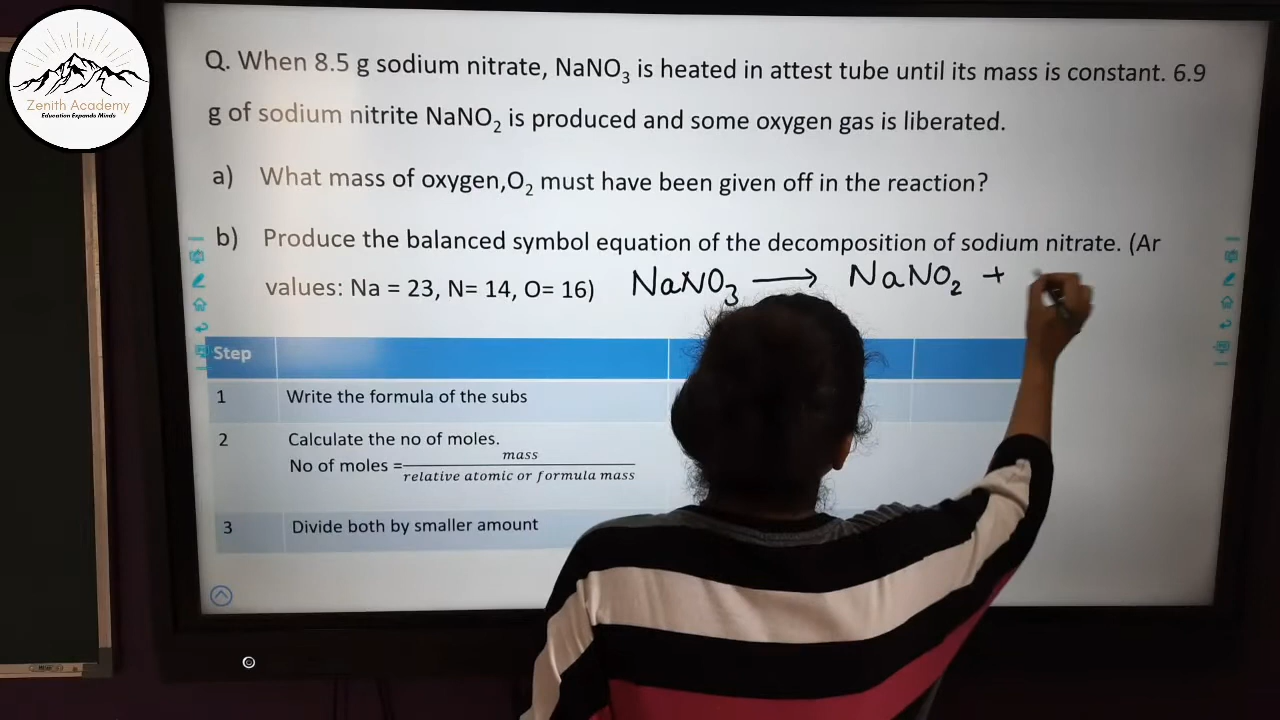 Zenith Academy
Education Expands Minds
Q. When 8.5 g sodium nitrate, NaNO₃ is heated in attest tube until its mass is constant. 6.9
g of sodium nitrite NaNO₂ is produced and some oxygen gas is liberated.
a) What mass of oxygen,O₂ must have been given off in the reaction?
b) Produce the balanced symbol equation of the decomposition of sodium nitrate. (Ar
values: Na = 23, N= 14, O= 16) NaNO₃ ⟶ NaNO₂ +
Step
1 Write the formula of the subs
2 Calculate the no of moles.
No of moles = mass / relative atomic or formula mass
3 Divide both by smaller amount